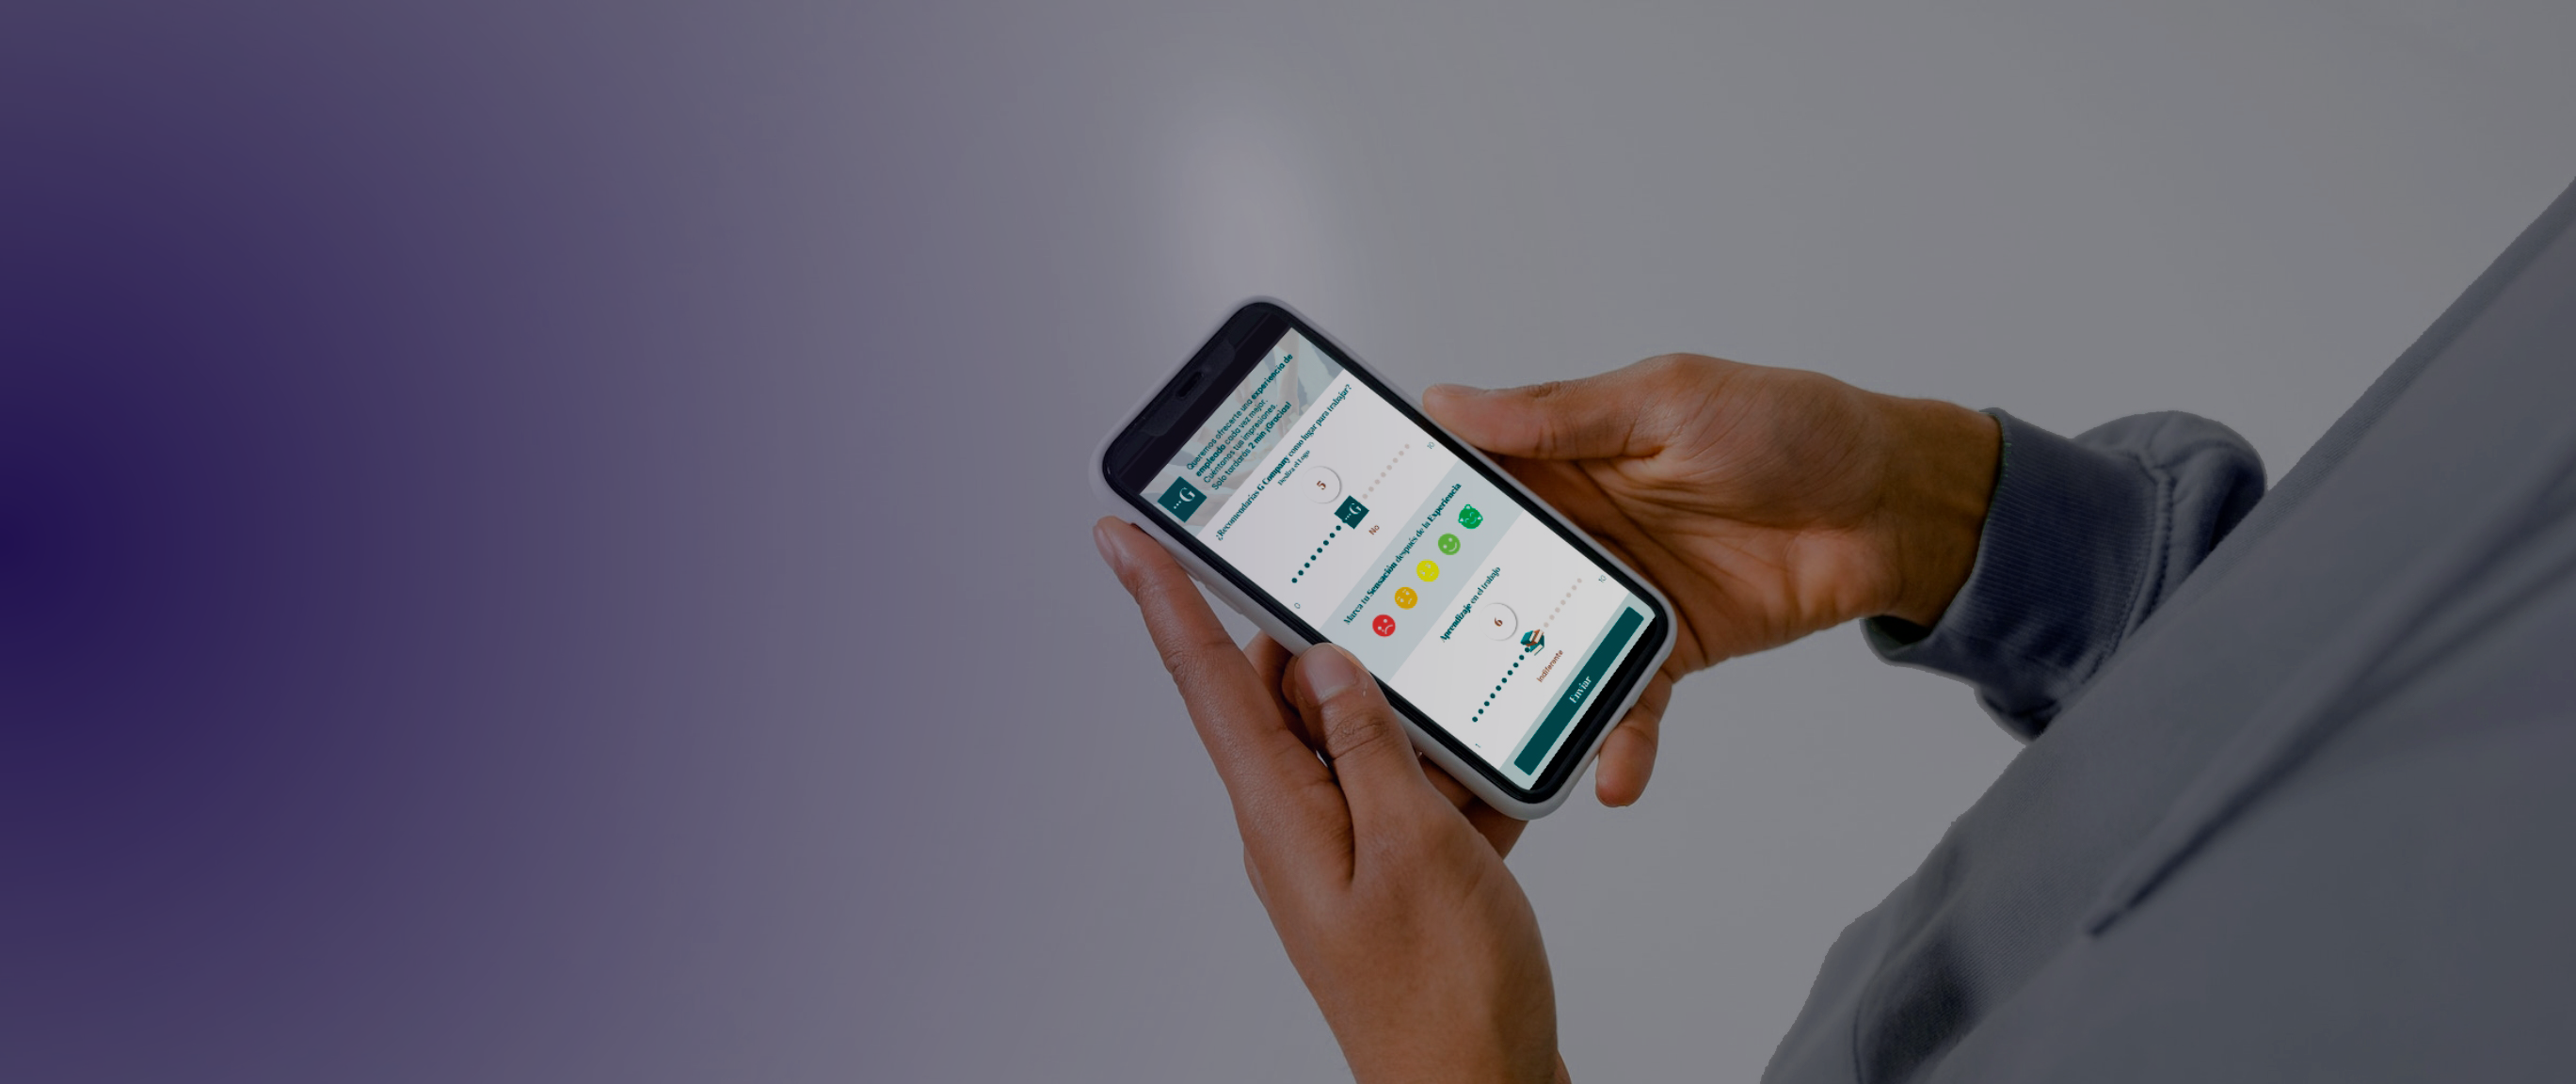 ...G
Queremos ofrecerte una experiencia de
empleado cada vez mejor.
Cuéntanos tus impresiones.
Solo tardarás 2 min ¡Gracias!
¿Recomendarías G Company como lugar para trabajar?
Desliza el logo
5
...G
0
10
No
Marca tu Sensación después de la Experiencia
Aprendizaje en el trabajo
6
10
Indiferente
Enviar